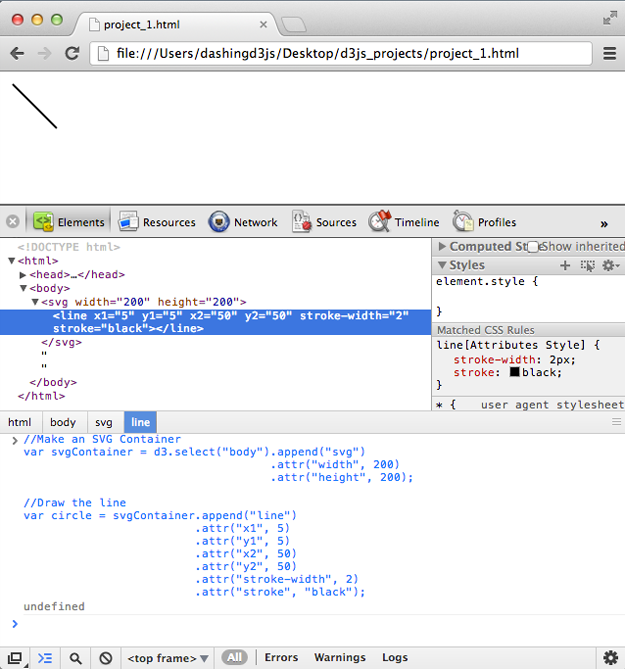 project_1.html
file:///Users/dashingd3js/Desktop/d3js_projects/project_1.html
Elements Resources Network Sources Timeline Profiles »
<!DOCTYPE html>
▼<html>
▶<head>…</head>
▼<body>
▼<svg width="200" height="200">
<line x1="5" y1="5" x2="50" y2="50" stroke-width="2"
stroke="black"></line>
</svg>
"
"
</body>
</html>
▶ Computed Sty Show inherited
▼ Styles
element.style {
}
Matched CSS Rules
line[Attributes Style] {
stroke-width: 2px;
stroke: black;
}
* { user agent stylesheet
html body svg line
> //Make an SVG Container
var svgContainer = d3.select("body").append("svg")
.attr("width", 200)
.attr("height", 200);
//Draw the line
var circle = svgContainer.append("line")
.attr("x1", 5)
.attr("y1", 5)
.attr("x2", 50)
.attr("y2", 50)
.attr("stroke-width", 2)
.attr("stroke", "black");
undefined
>
<top frame> ▼ All Errors Warnings Logs